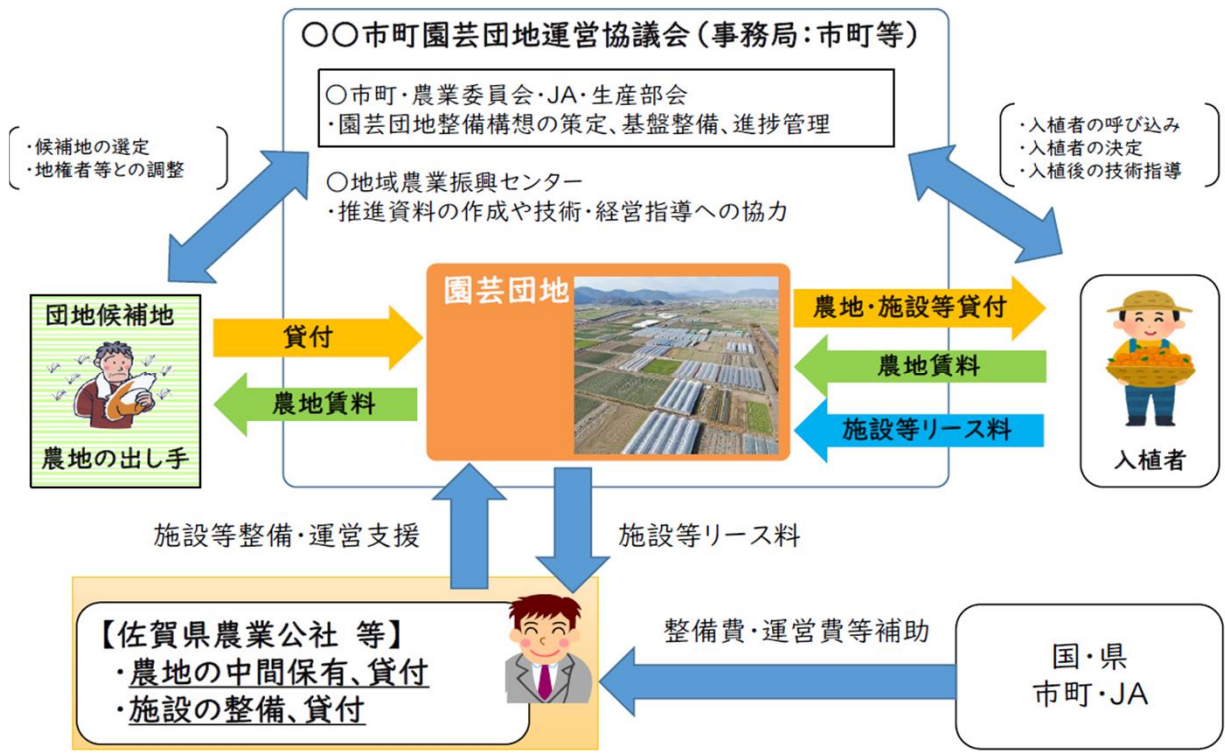 〇〇市町園芸団地運営協議会(事務局:市町等)
〇市町・農業委員会・JA・生産部会
・園芸団地整備構想の策定、基盤整備、進捗管理
・候補地の選定
・地権者等との調整
・入植者の呼び込み
・入植者の決定
・入植後の技術指導
〇地域農業振興センター
・推進資料の作成や技術・経営指導への協力
団地候補地
農地の出し手
貸付
農地賃料
園芸団地
農地・施設等貸付
農地賃料
施設等リース料
入植者
施設等整備・運営支援
施設等リース料
【佐賀県農業公社 等】
・農地の中間保有、貸付
・施設の整備、貸付
整備費・運営費等補助
国・県
市町・JA